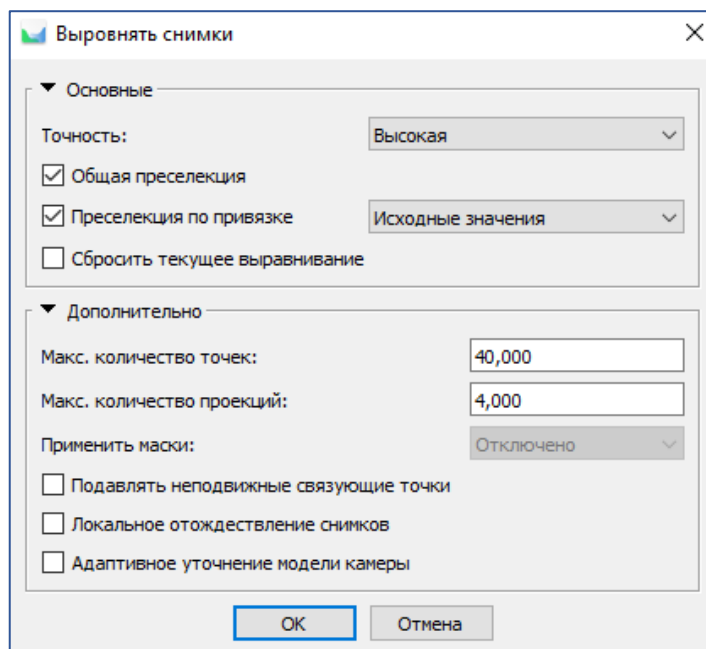 Выровнять снимки
Основные
Точность: Высокая
Общая преселекция
Преселекция по привязке Исходные значения
Сбросить текущее выравнивание
Дополнительно
Макс. количество точек: 40,000
Макс. количество проекций: 4,000
Применить маски: Отключено
Подавлять неподвижные связующие точки
Локальное отождествление снимков
Адаптивное уточнение модели камеры
OK Отмена